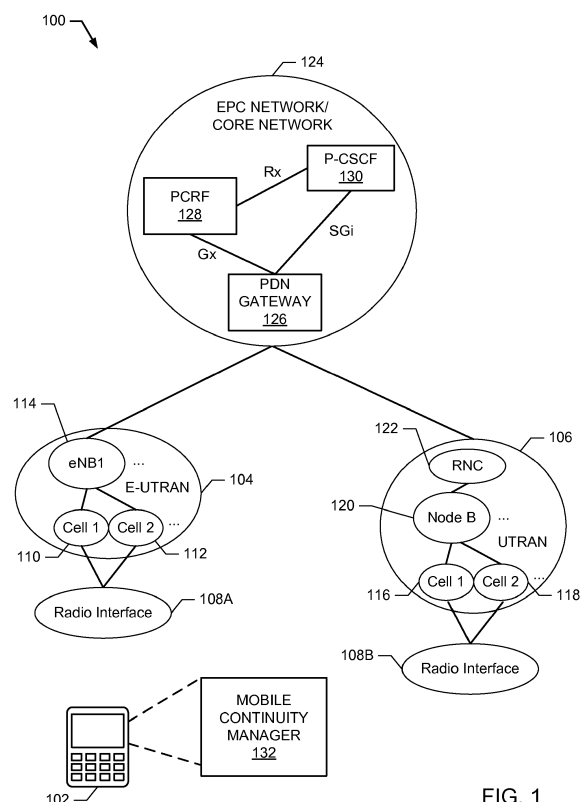 100
124
EPC NETWORK/
CORE NETWORK
P-CSCF
130
Rx
PCRF
128
SGi
Gx
PDN
GATEWAY
126
114
106
122
eNB1
...
RNC
E-UTRAN
104
120
Node B
...
UTRAN
Cell 1
Cell 2
...
110
112
Cell 1
Cell 2
...
116
118
Radio Interface
108A
108B
Radio Interface
MOBILE
CONTINUITY
MANAGER
132
102
FIG. 1